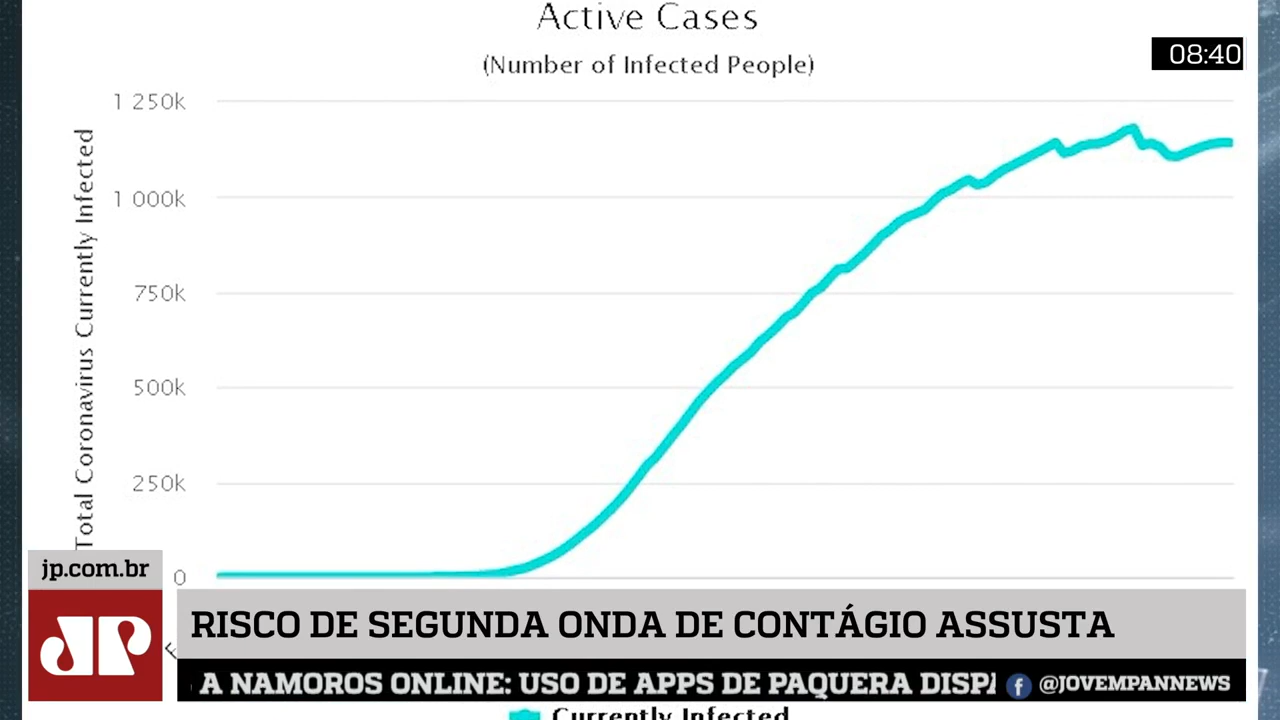 Active Cases
(Number of Infected People)
08:40
Total Coronavirus Currently Infected
1 250k
1 000k
750k
500k
250k
0
jp.com.br
JP
RISCO DE SEGUNDA ONDA DE CONTÁGIO ASSUSTA
A NAMOROS ONLINE: USO DE APPS DE PAQUERA
f @JOVEMPANNEWS
Currently Infected